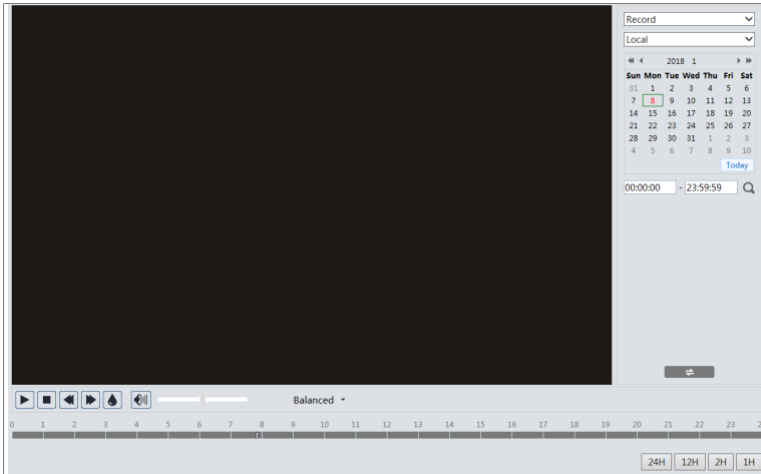 Record
Local
2018 1
Sun Mon Tue Wed Thu Fri Sat
31 1 2 3 4 5 6
7 8 9 10 11 12 13
14 15 16 17 18 19 20
21 22 23 24 25 26 27
28 29 30 31 1 2 3
4 5 6 7 8 9 10
Today
00:00:00 - 23:59:59
Balanced
0 1 2 3 4 5 6 7 8 9 10 11 12 13 14 15 16 17 18 19 20 21 22 23 2
24H 12H 2H 1H